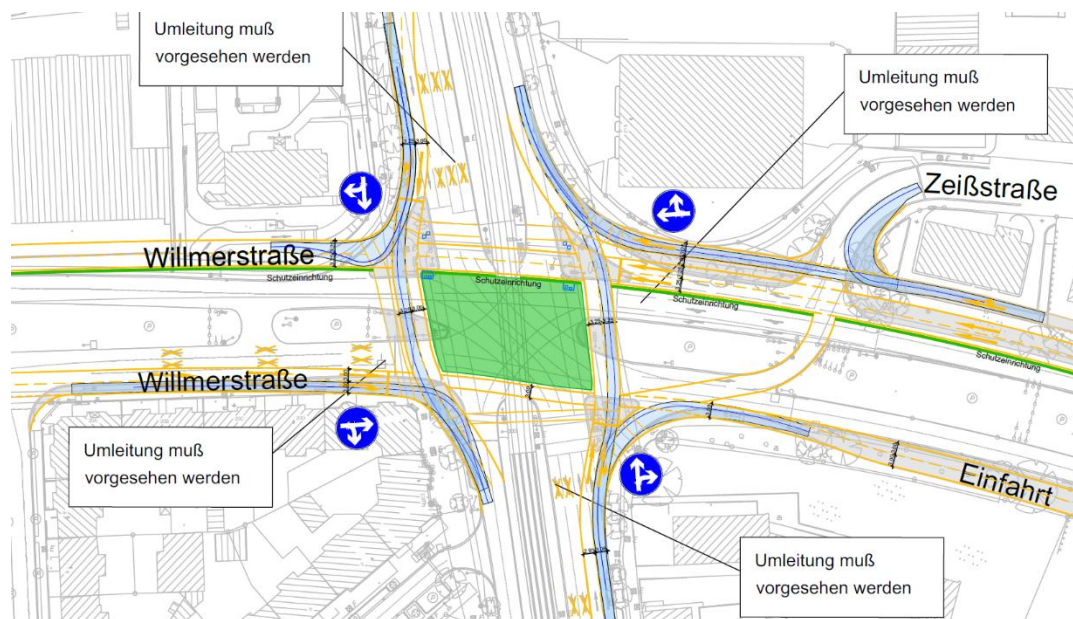 Umleitung muß
vorgesehen werden
Umleitung muß
vorgesehen werden
Zeißstraße
Willmerstraße
Schutzeinrichtung
Schutzeinrichtung
Schutzeinrichtung
Schutzeinrichtung
Willmerstraße
Umleitung muß
vorgesehen werden
Einfahrt
Umleitung muß
vorgesehen werden